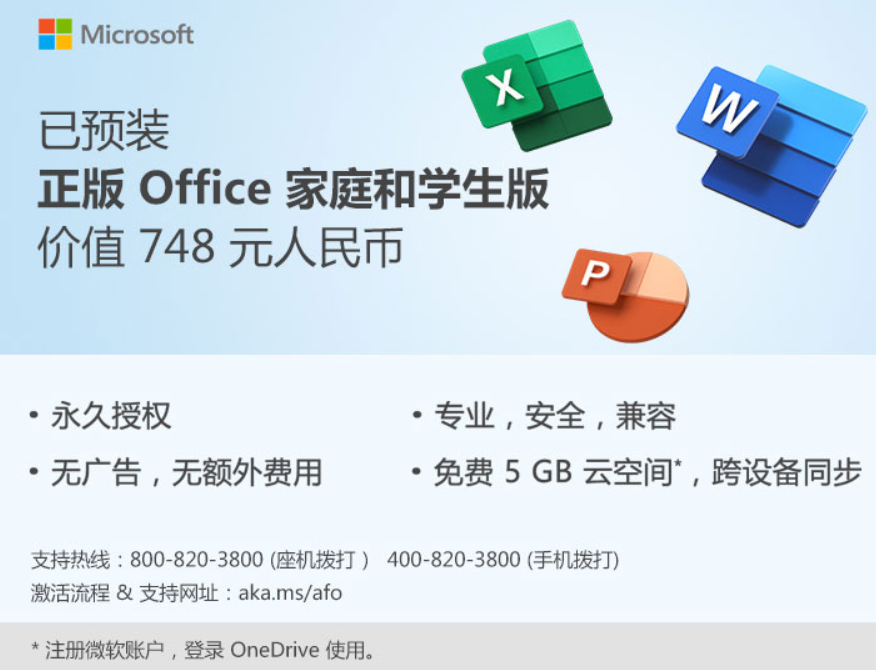 Microsoft
X
W
P
已预装
正版 Office 家庭和学生版
价值 748 元人民币
• 永久授权
• 专业，安全，兼容
• 无广告，无额外费用
• 免费 5 GB 云空间*，跨设备同步
支持热线：800-820-3800 (座机拨打 ) 400-820-3800 (手机拨打)
激活流程 & 支持网址：aka.ms/afo
* 注册微软账户，登录 OneDrive 使用。